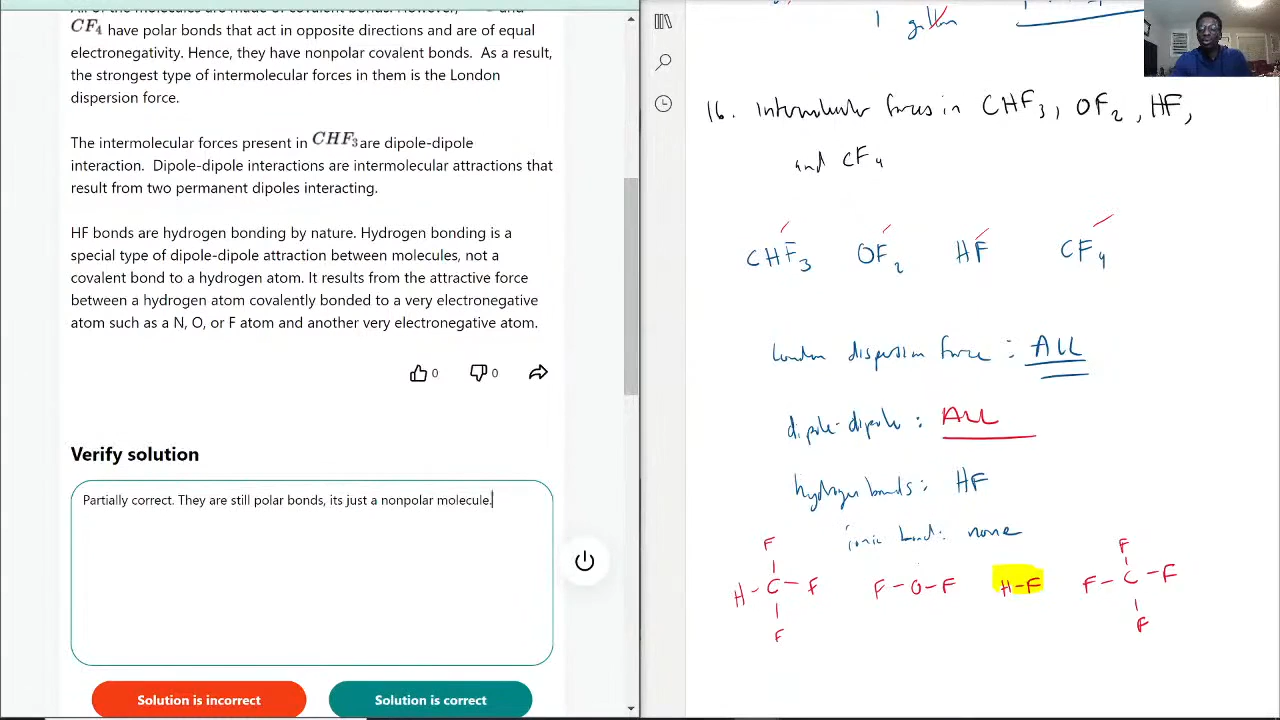 CF4 have polar bonds that act in opposite directions and are of equal
electronegativity. Hence, they have nonpolar covalent bonds. As a result,
the strongest type of intermolecular forces in them is the London
dispersion force.
The intermolecular forces present in CHF3 are dipole-dipole
interaction. Dipole-dipole interactions are intermolecular attractions that
result from two permanent dipoles interacting.
HF bonds are hydrogen bonding by nature. Hydrogen bonding is a
special type of dipole-dipole attraction between molecules, not a
covalent bond to a hydrogen atom. It results from the attractive force
between a hydrogen atom covalently bonded to a very electronegative
atom such as a N, O, or F atom and another very electronegative atom.
0
0
Verify solution
Partially correct. They are still polar bonds, its just a nonpolar molecule.
Solution is incorrect
Solution is correct
1 gallon
16. Intermolecular forces in CHF3, OF2, HF,
and CF4
CHF3 OF2 HF CF4
London dispersion force : ALL
dipole-dipole : ALL
hydrogen bonds : HF
ionic bond: none
F F
H-C-F F-O-F H-F F-C-F
F F